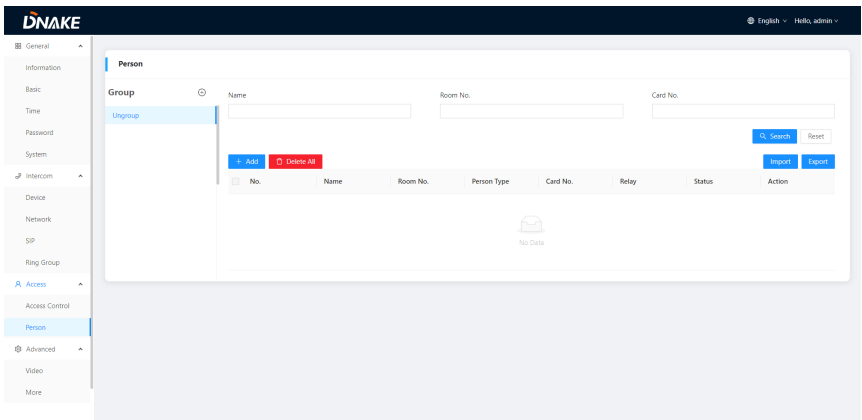 DNAKE
English
Hello, admin
General
Information
Basic
Time
Password
System
Intercom
Device
Network
SIP
Ring Group
Access
Access Control
Person
Advanced
Video
More
Person
Group
Ungroup
Name
Room No.
Card No.
Search
Reset
+ Add
Delete All
Import
Export
No. Name Room No. Person Type Card No. Relay Status Action
No Data